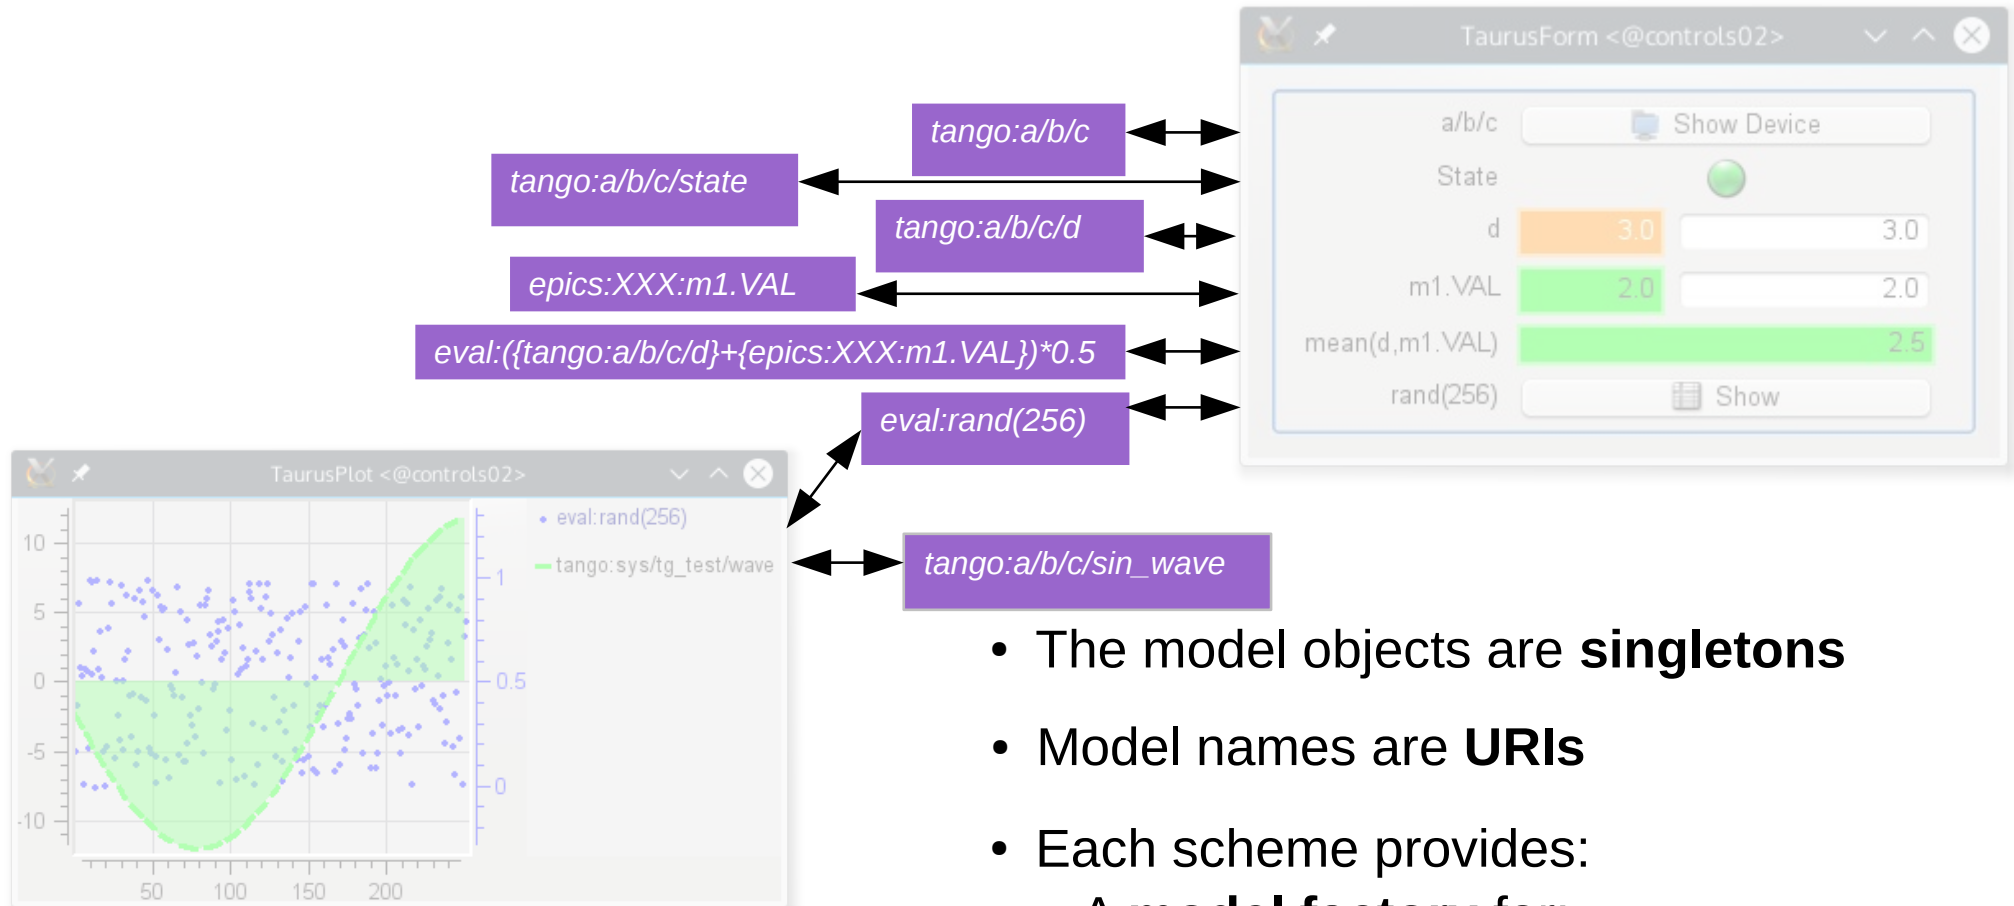 TaurusForm <@controls02>
tango:a/b/c
a/b/c
Show Device
tango:a/b/c/state
State
tango:a/b/c/d
d
3.0
3.0
epics:XXX:m1.VAL
m1.VAL
2.0
2.0
eval:({tango:a/b/c/d}+{epics:XXX:m1.VAL})*0.5
mean(d,m1.VAL)
2.5
eval:rand(256)
rand(256)
Show
TaurusPlot <@controls02>
eval:rand(256)
tango:sys/tg_test/wave
10
5
0
-5
-10
1
0.5
0
50
100
150
200
tango:a/b/c/sin_wave
• The model objects are singletons
• Model names are URIs
• Each scheme provides:
A model factory for: